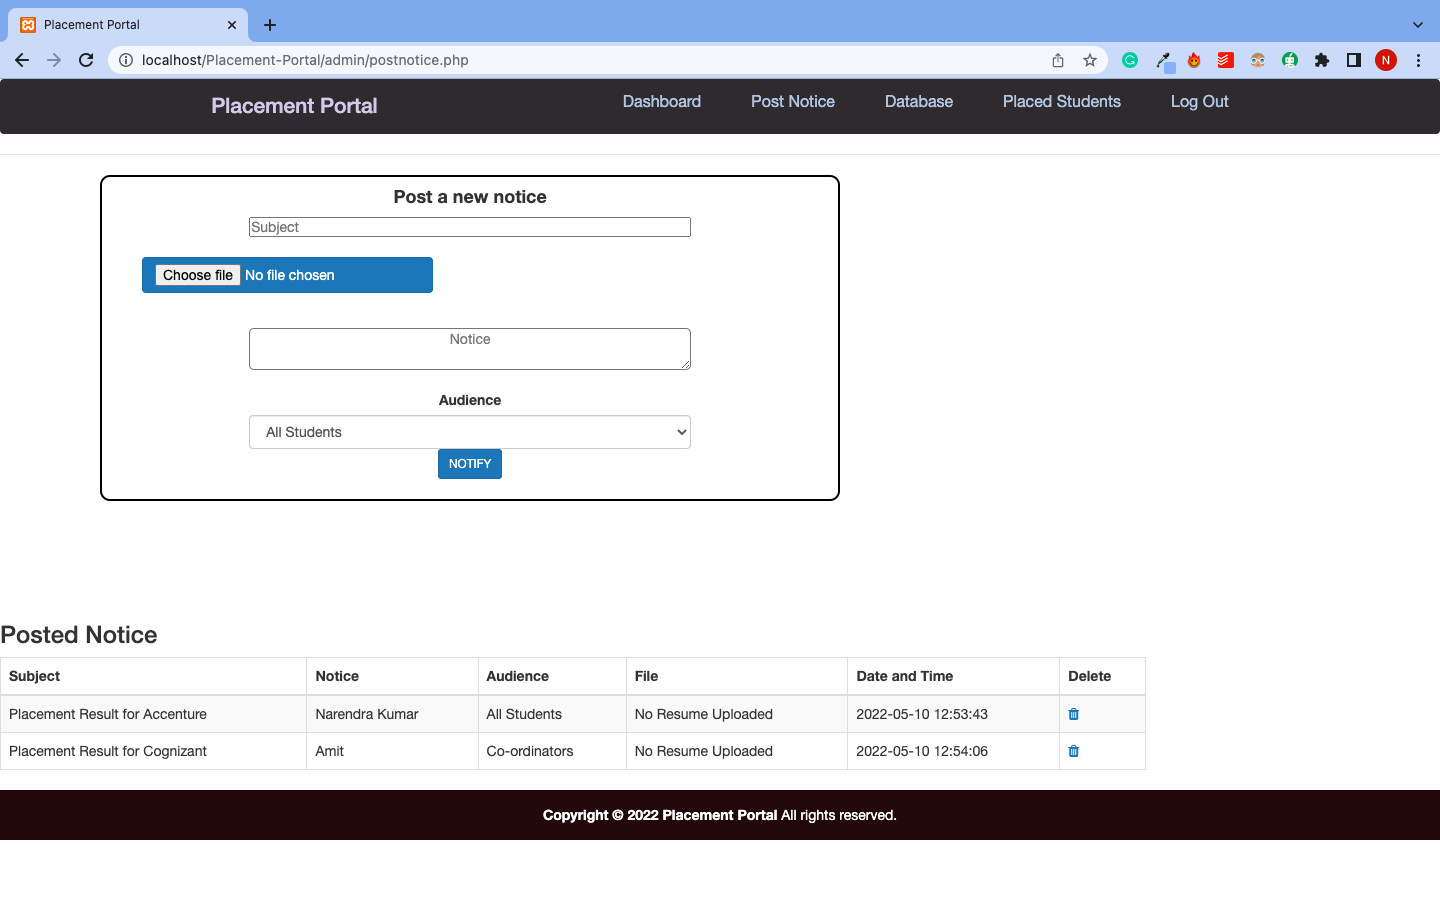 Placement Portal
localhost/Placement-Portal/admin/postnotice.php
N
Placement Portal Dashboard Post Notice Database Placed Students Log Out
Post a new notice
Subject
Choose file No file chosen
Notice
Audience
All Students
NOTIFY
Posted Notice
Subject Notice Audience File Date and Time Delete
Placement Result for Accenture Narendra Kumar All Students No Resume Uploaded 2022-05-10 12:53:43
Placement Result for Cognizant Amit Co-ordinators No Resume Uploaded 2022-05-10 12:54:06
Copyright © 2022 Placement Portal All rights reserved.